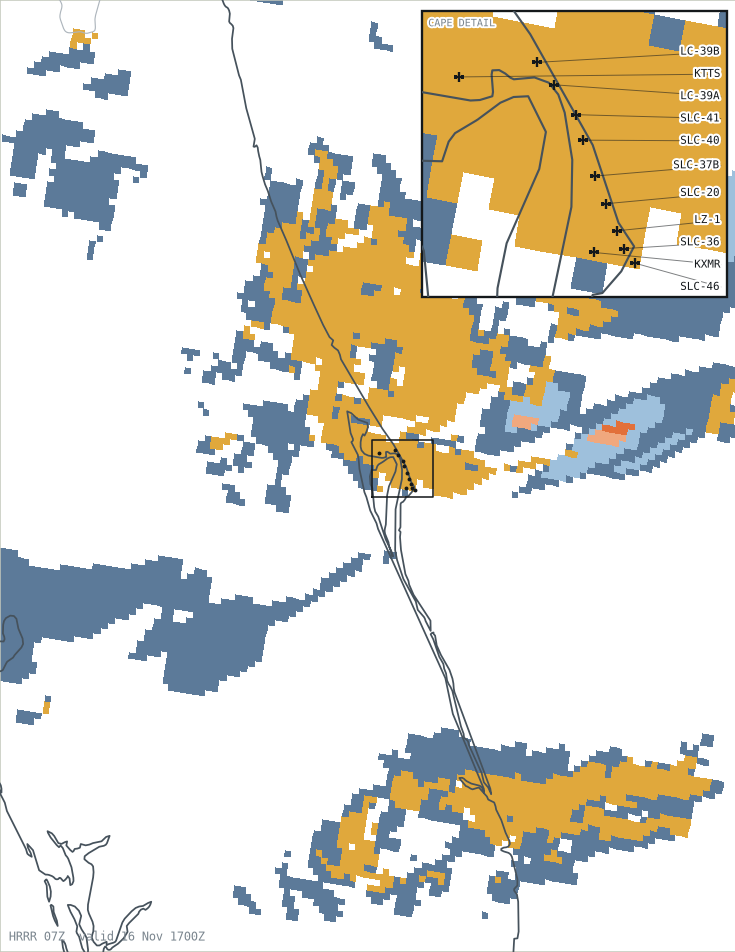 CAPE DETAIL
LC-39B
KTTS
LC-39A
SLC-41
SLC-40
SLC-37B
SLC-20
LZ-1
SLC-36
KXMR
SLC-46
HRRR 07Z  valid 16 Nov 1700Z